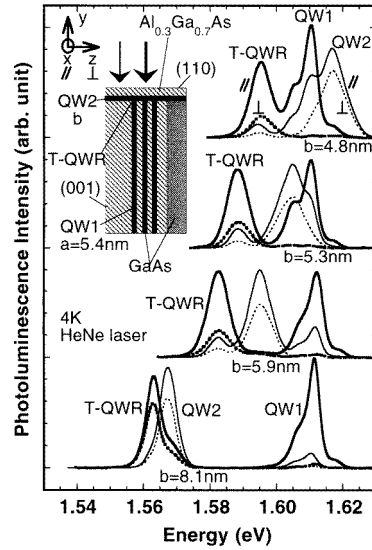 Al0.3Ga0.7As
QW1
QW2
y
x
z
//
⊥
T-QWR
(110)
QW2
b
//
⊥
//
⊥
b=4.8nm
T-QWR
T-QWR
(001)
QW1
a=5.4nm
GaAs
b=5.3nm
T-QWR
4K
HeNe laser
b=5.9nm
T-QWR
QW2
QW1
b=8.1nm
Photoluminescence Intensity (arb. unit)
1.54
1.56
1.58
1.60
1.62
Energy (eV)